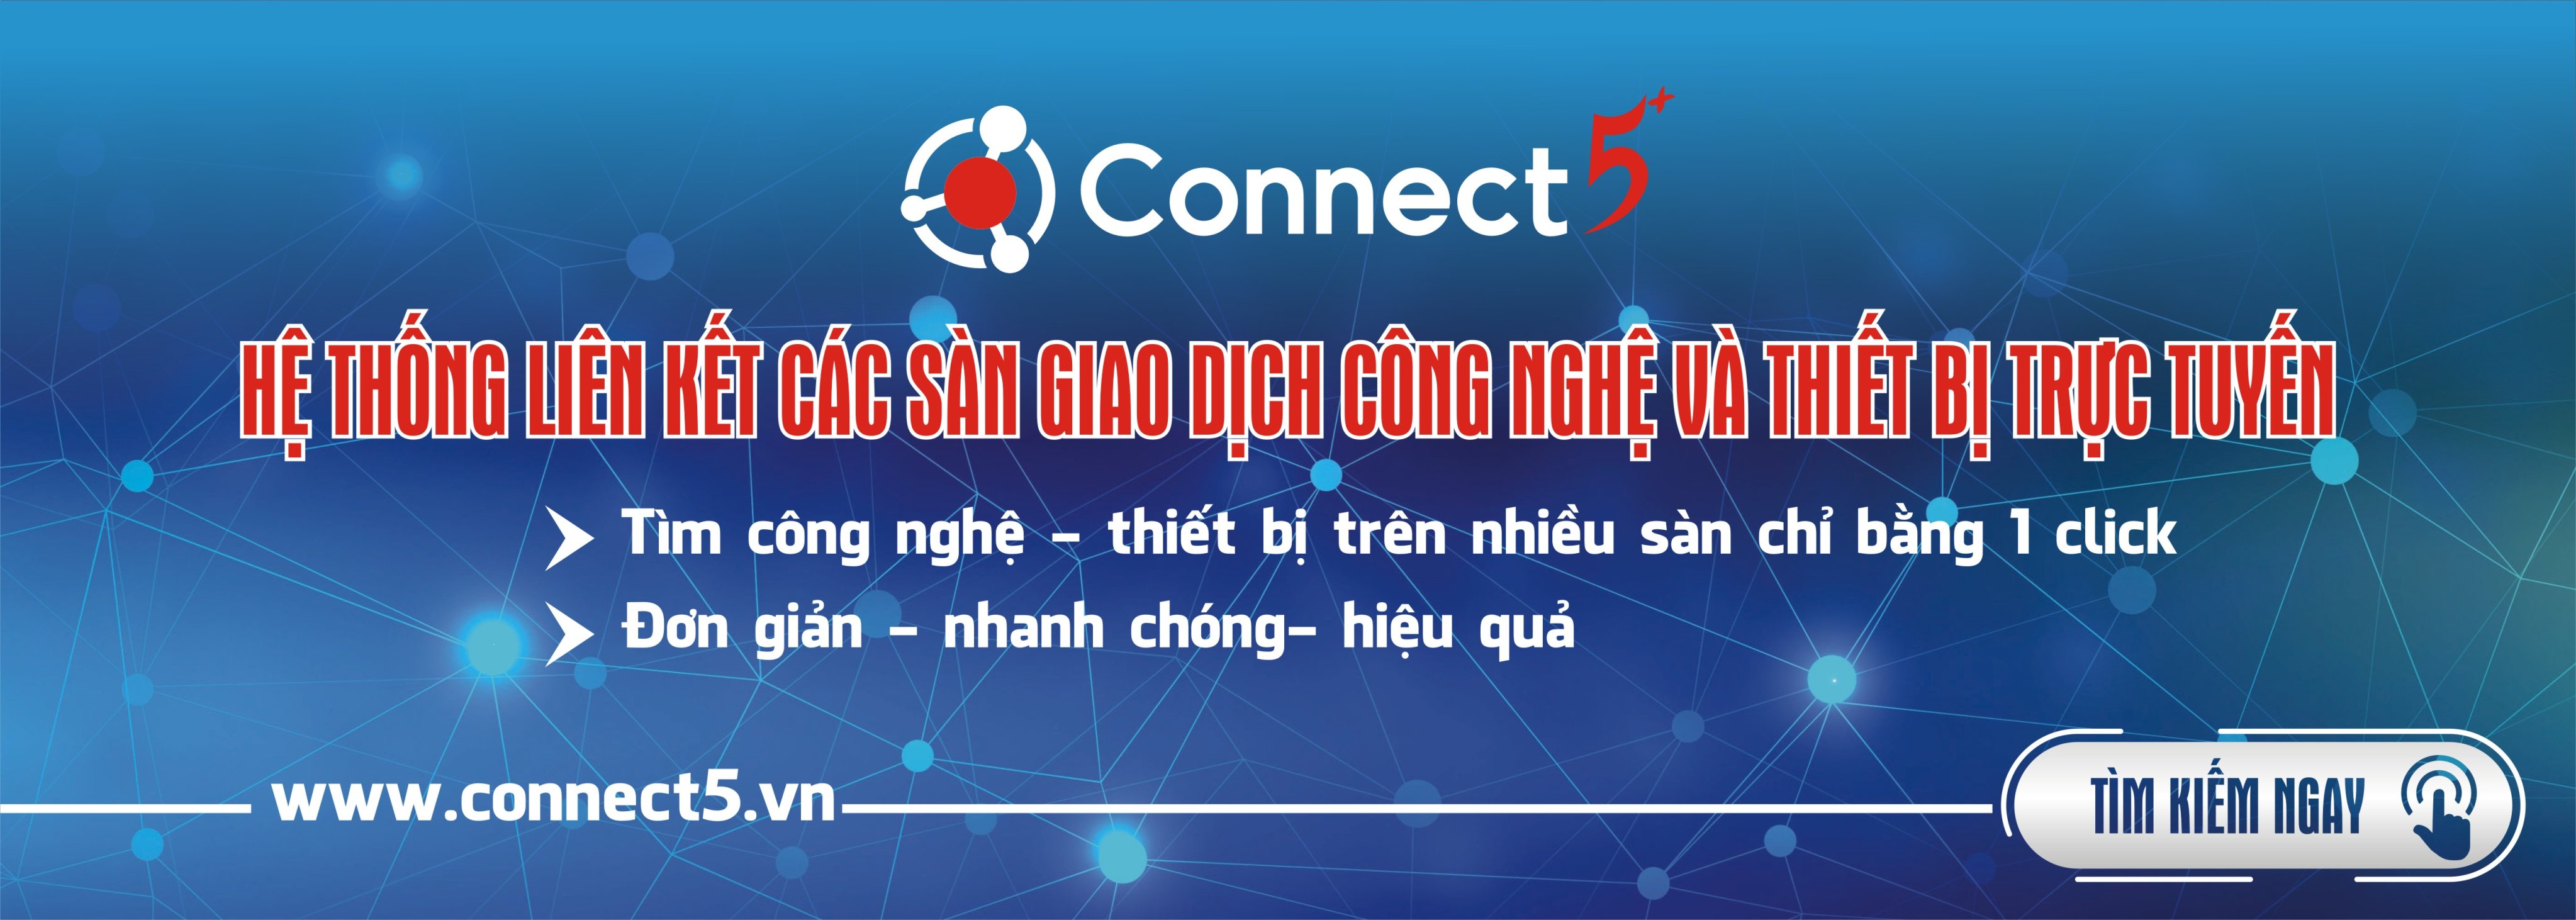 Connect5+
HỆ THỐNG LIÊN KẾT CÁC SÀN GIAO DỊCH CÔNG NGHỆ VÀ THIẾT BỊ TRỰC TUYẾN
Tìm công nghệ – thiết bị trên nhiều sàn chỉ bằng 1 click
Đơn giản – nhanh chóng– hiệu quả
www.connect5.vn
TÌM KIẾM NGAY